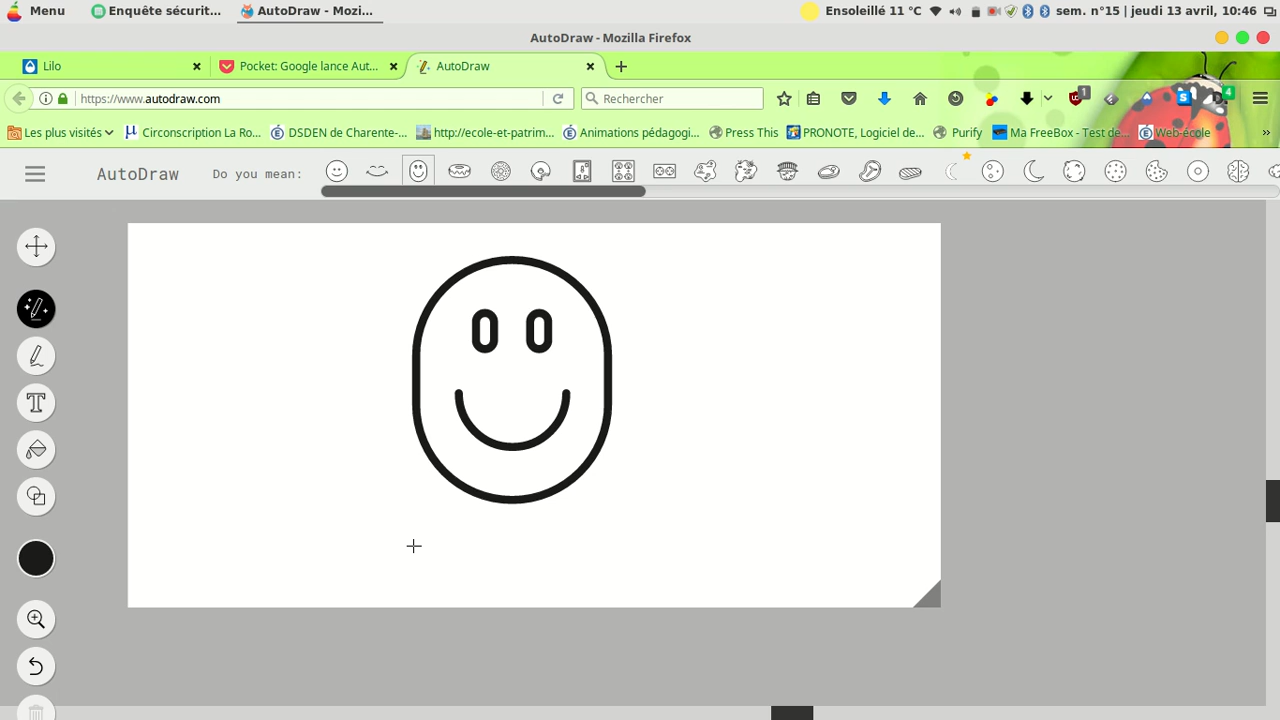 Menu Enquête sécurit... AutoDraw - Mozi... Ensoleillé 11 °C sem. n°15 | jeudi 13 avril, 10:46
AutoDraw - Mozilla Firefox
Lilo Pocket: Google lance Aut... AutoDraw
https://www.autodraw.com Rechercher 1 4
Les plus visités Circonscription La Ro... DSDEN de Charente-... http://ecole-et-patrim... Animations pédagogi... Press This PRONOTE, Logiciel de... Purify Ma FreeBox - Test de... Web-école »
AutoDraw Do you mean:
T